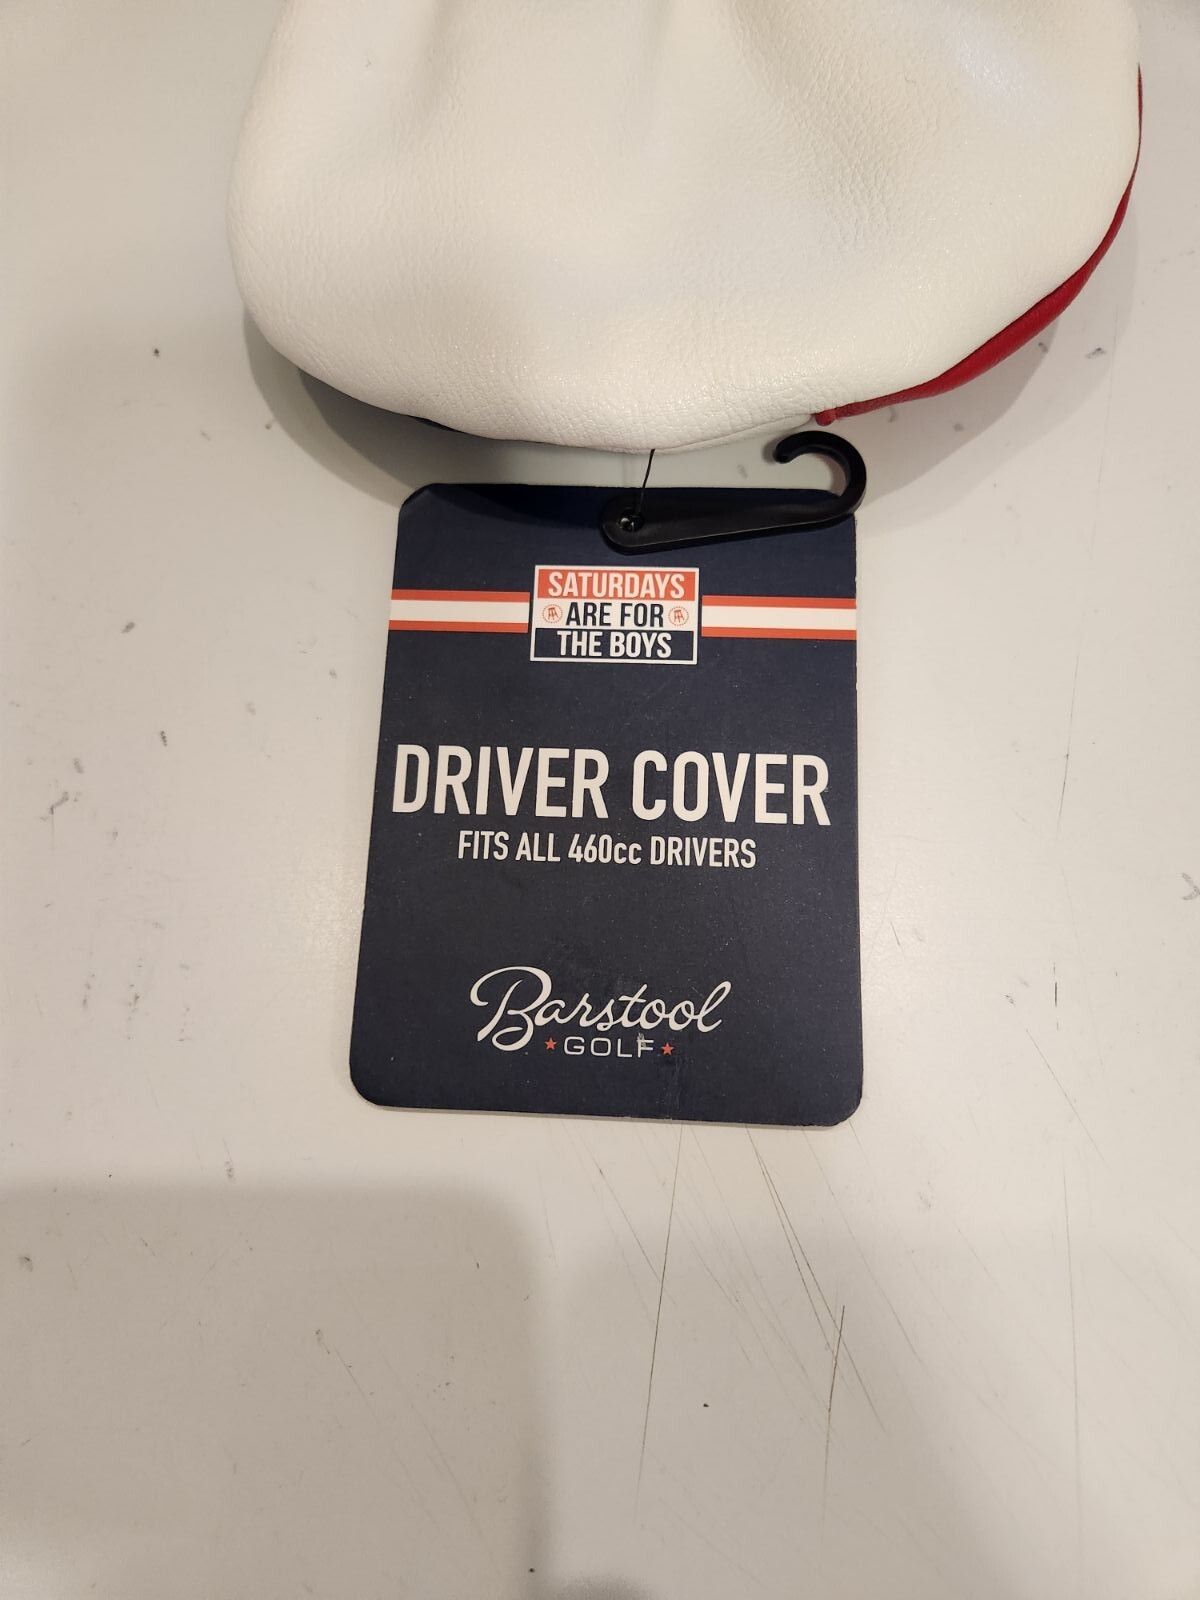 SATURDAYS
ARE FOR
THE BOYS
DRIVER COVER
FITS ALL 460cc DRIVERS
Barstool
GOLF